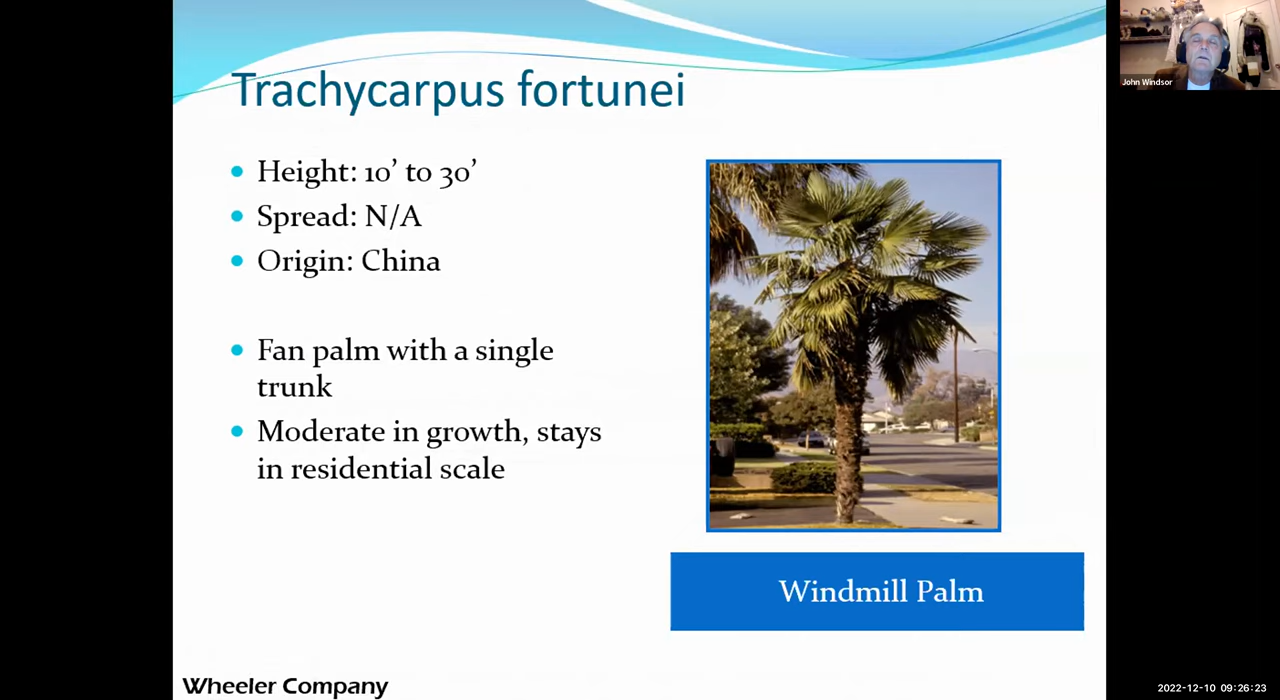 Trachycarpus fortunei
Height: 10’ to 30’
Spread: N/A
Origin: China
Fan palm with a single
trunk
Moderate in growth, stays
in residential scale
Windmill Palm
Wheeler Company
John Windsor
2022-12-10 09:26:23